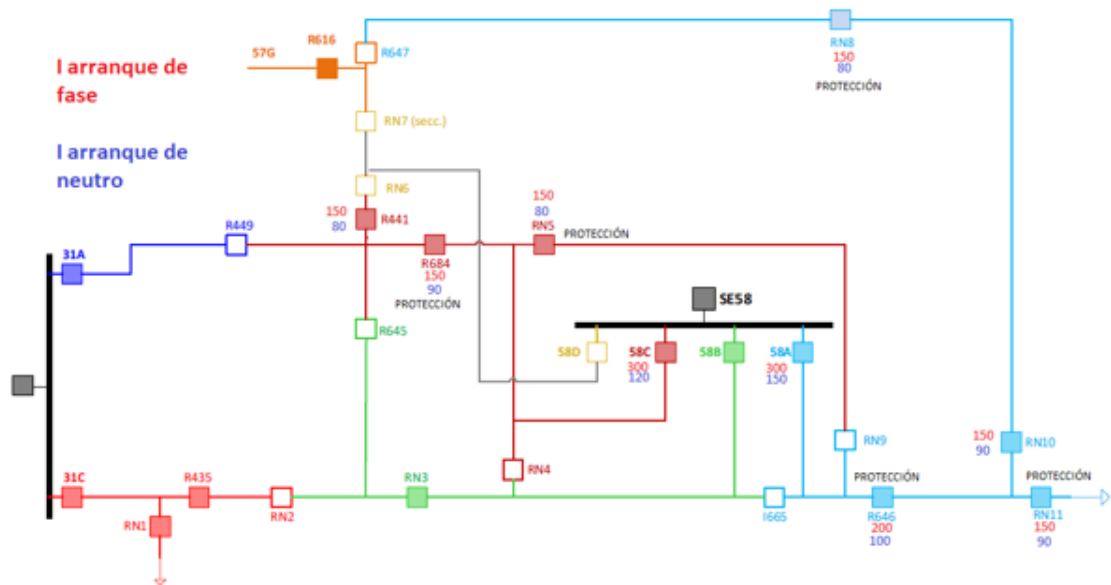 57G
R616
R647
RN8
150
80
PROTECCIÓN
I arranque de
fase
RN7 (secc.)
I arranque de
neutro
RN6
150
80
R441
150
80
RN5
PROTECCIÓN
R449
31A
R684
150
90
PROTECCIÓN
SE58
R645
58D
58C
300
120
58B
58A
300
150
RN9
150
90
RN10
RN4
31C
R435
RN1
RN2
RN3
I665
PROTECCIÓN
R646
200
100
PROTECCIÓN
RN11
150
90